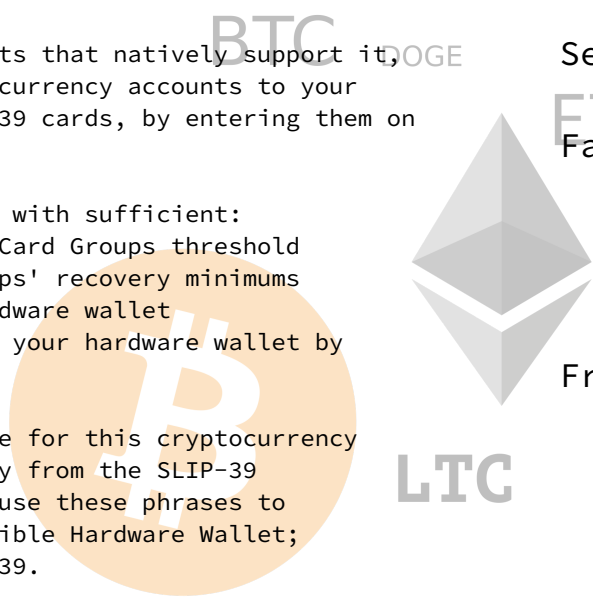 BTC
DOGE
ts that natively support it,
currency accounts to your
39 cards, by entering them on
with sufficient:
Card Groups threshold
ps' recovery minimums
dware wallet
your hardware wallet by
e for this cryptocurrency
y from the SLIP-39
use these phrases to
ible Hardware Wallet;
39.
LTC
Se
E
Fa
Fr